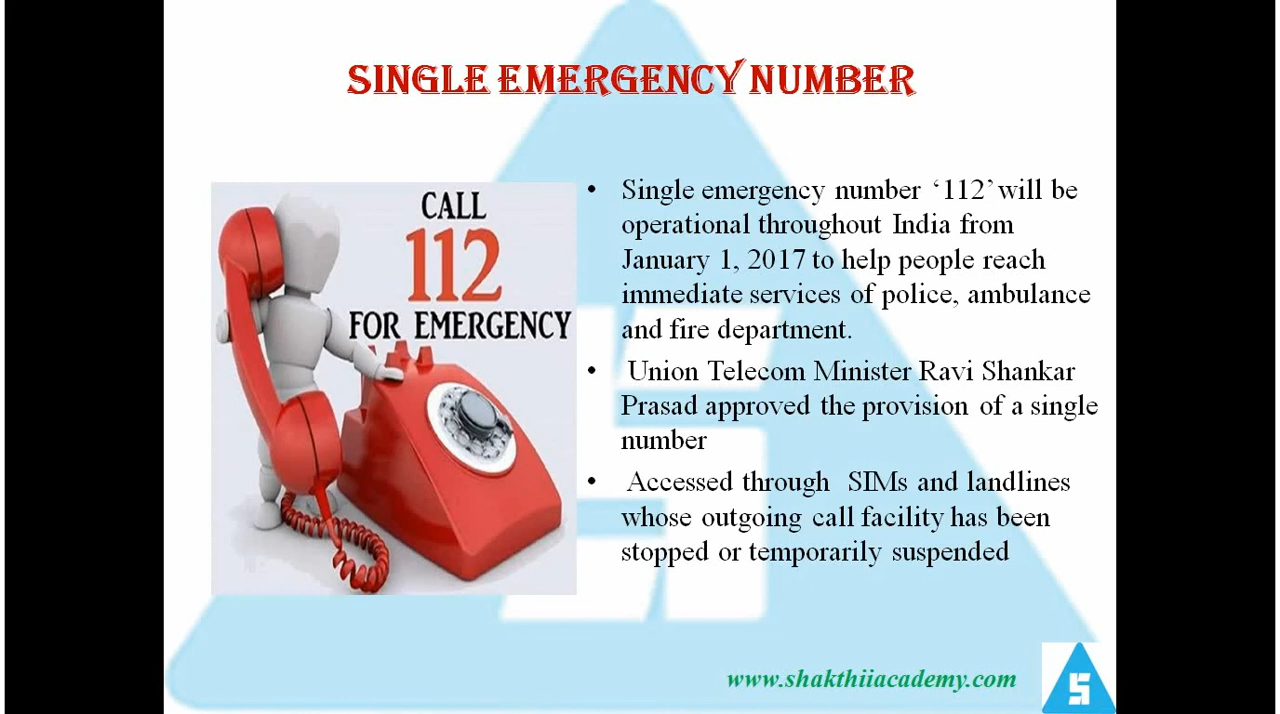 SINGLE EMERGENCY NUMBER
CALL
112
FOR EMERGENCY
• Single emergency number ‘112’ will be
operational throughout India from
January 1, 2017 to help people reach
immediate services of police, ambulance
and fire department.
• Union Telecom Minister Ravi Shankar
Prasad approved the provision of a single
number
• Accessed through SIMs and landlines
whose outgoing call facility has been
stopped or temporarily suspended
www.shakthiiacademy.com
S